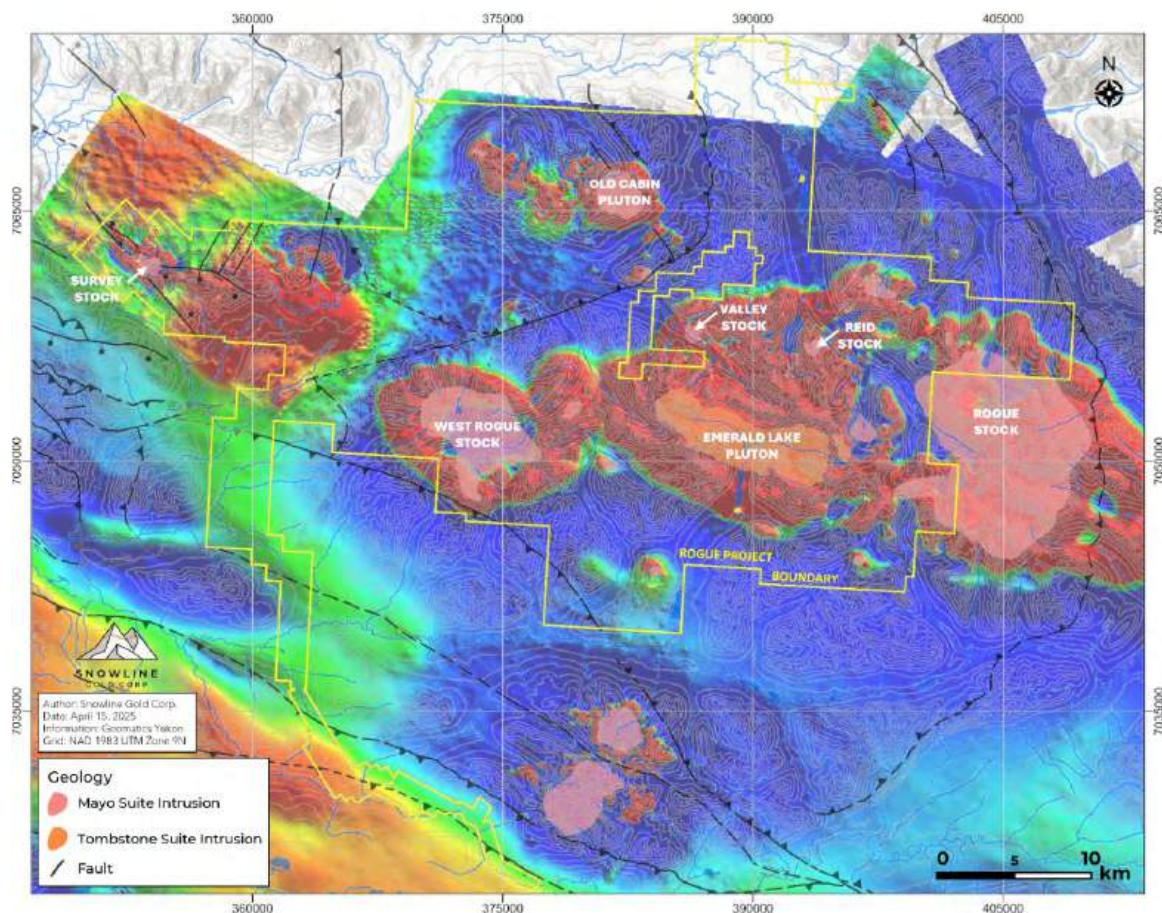 360000
375000
390000
405000
N
7065000
7065000
OLD CABIN
PLUTON
SURVEY
STOCK
VALLEY
STOCK
REID
STOCK
WEST ROGUE
STOCK
EMERALD LAKE
PLUTON
ROGUE
STOCK
7050000
7050000
ROGUE PROJECT
BOUNDARY
SNOWLINE
GOLD CORP
7035000
7035000
Author: Snowline Gold Corp.
Date: April 15, 2025
Information: Geomatics Yukon
Grid: NAD 1983 UTM Zone 9N
Geology
Mayo Suite Intrusion
Tombstone Suite Intrusion
Fault
0 5 10
km
360000
375000
390000
405000